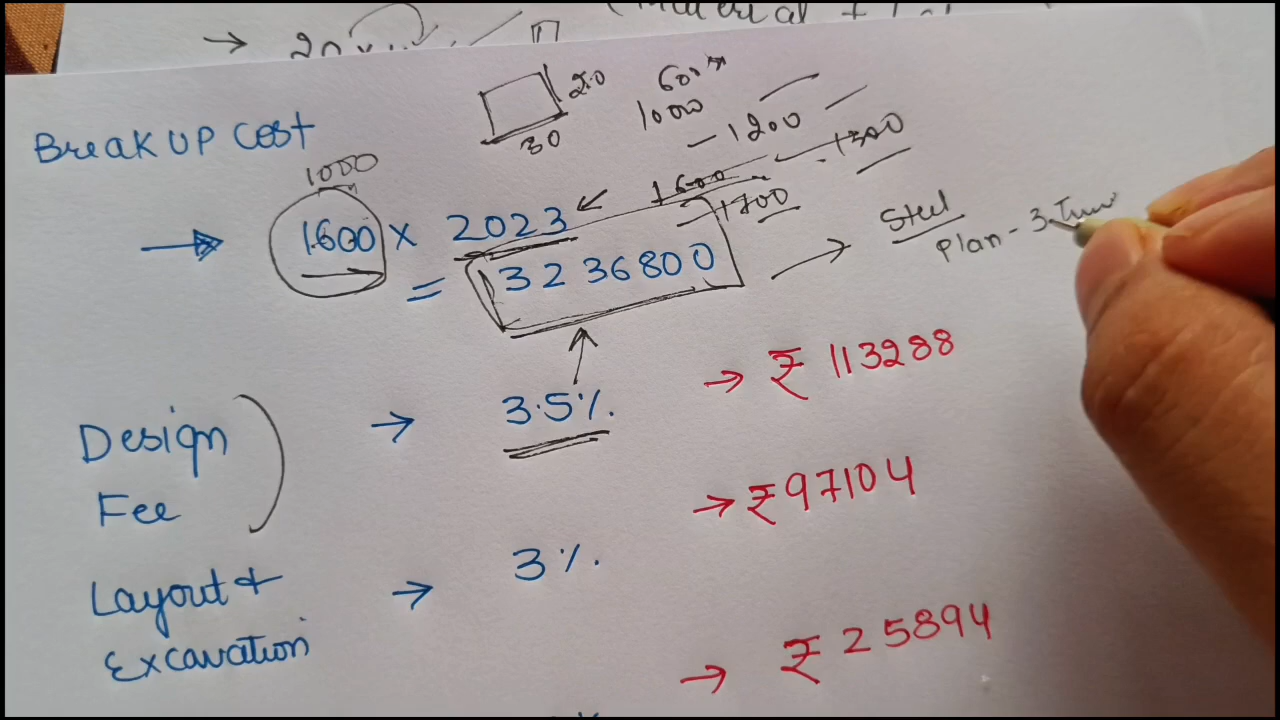 BreaK UP Cost
20
30
600
1000
1200
1300
1600
1700
1000
1600 x 2023
= 3236800
Steel
Plan - 3
Design
Fee
→ 3.5%
→ ₹ 113288
Layout &
Excavation
→ 3%.
→ ₹ 97104
→ ₹ 25894